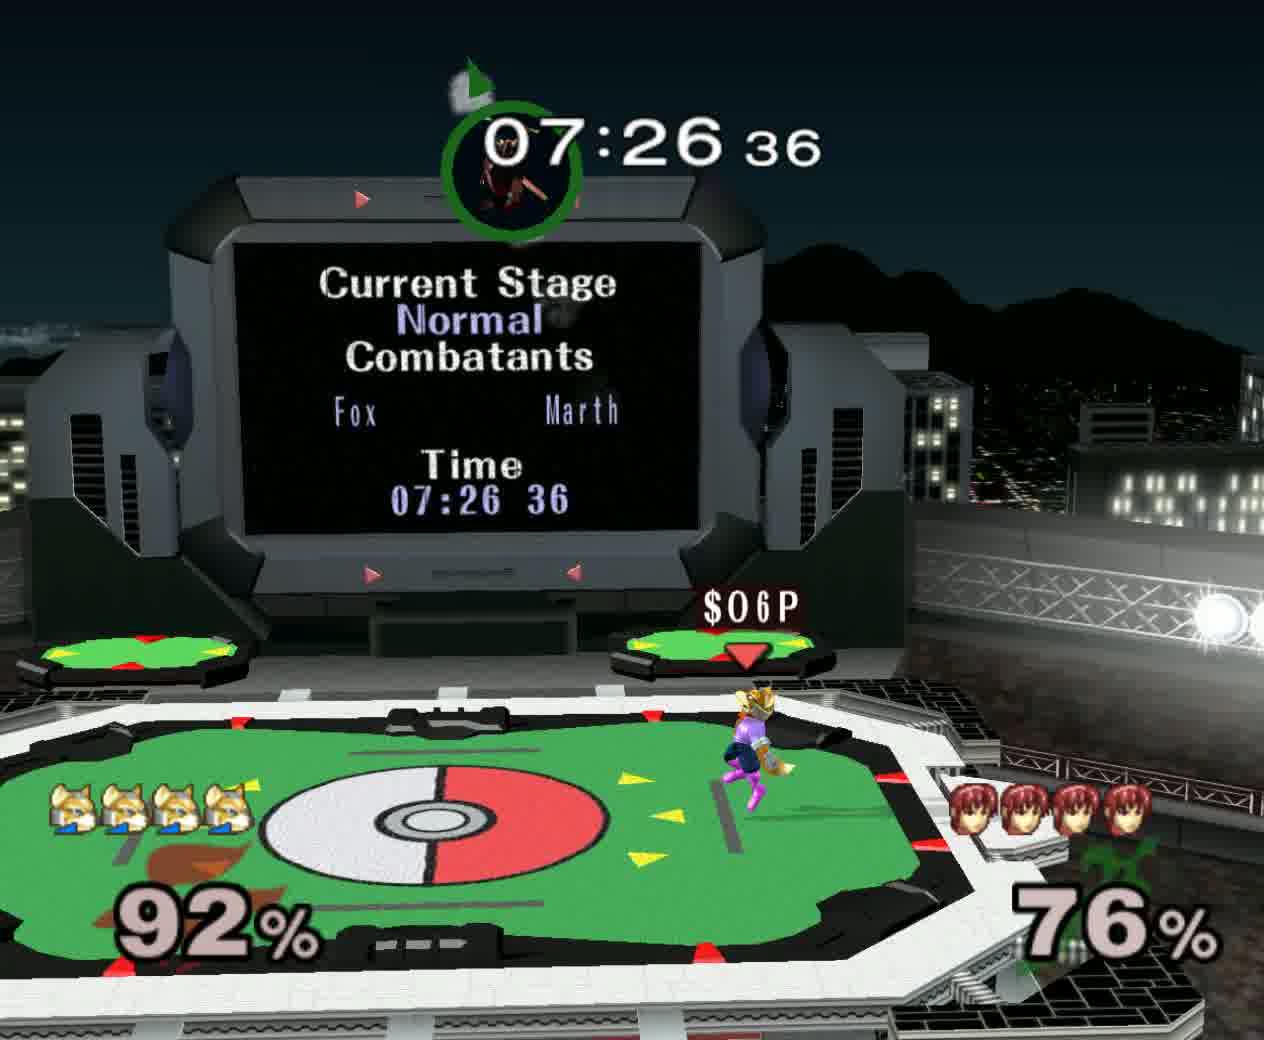 07:26 36
Current Stage
Normal
Combatants
Fox Marth
Time
07:26 36
$06P
92%
76%